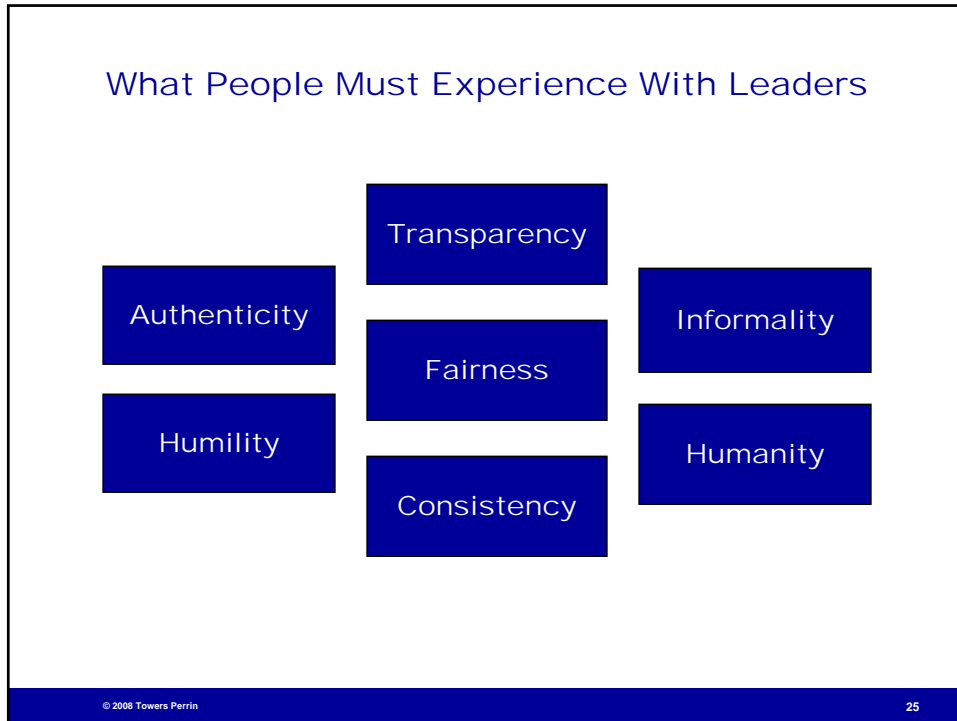 What People Must Experience With Leaders
Transparency
Authenticity
Informality
Fairness
Humility
Humanity
Consistency
© 2008 Towers Perrin
25